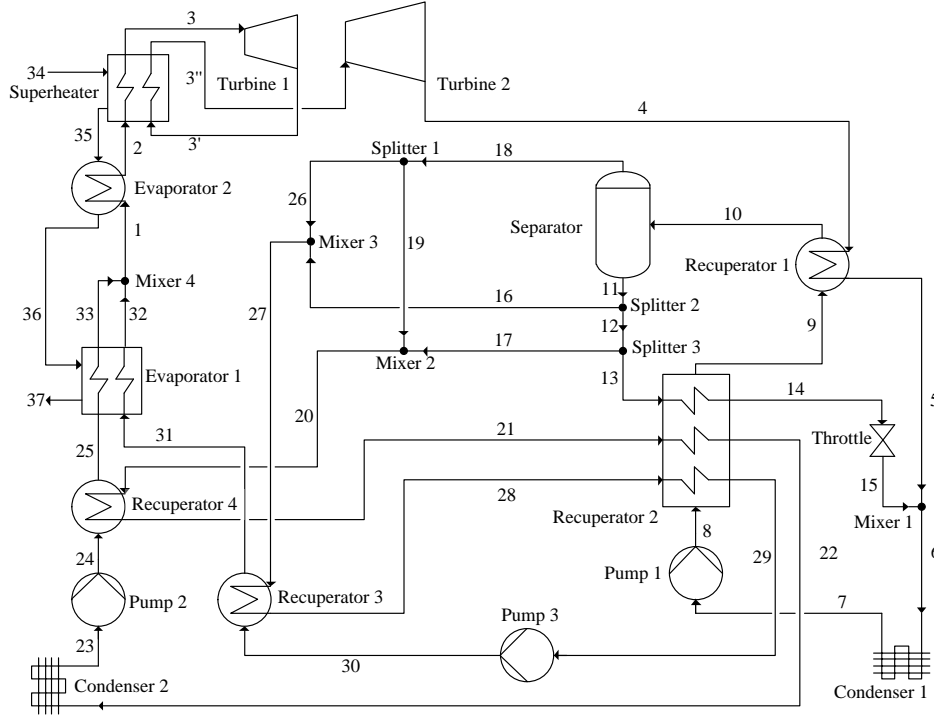 3
34
Superheater
3"
Turbine 1
Turbine 2
3'
4
35
2
Splitter 1
18
Evaporator 2
26
Separator
10
1
19
Mixer 3
Recuperator 1
Mixer 4
11
36
33
32
27
16
Splitter 2
12
9
17
Splitter 3
Mixer 2
Evaporator 1
13
14
37
20
5
31
21
25
Throttle
15
28
Recuperator 4
Recuperator 2
Mixer 1
8
24
29
22
6
Pump 1
Pump 2
Recuperator 3
Pump 3
7
23
30
Condenser 2
Condenser 1